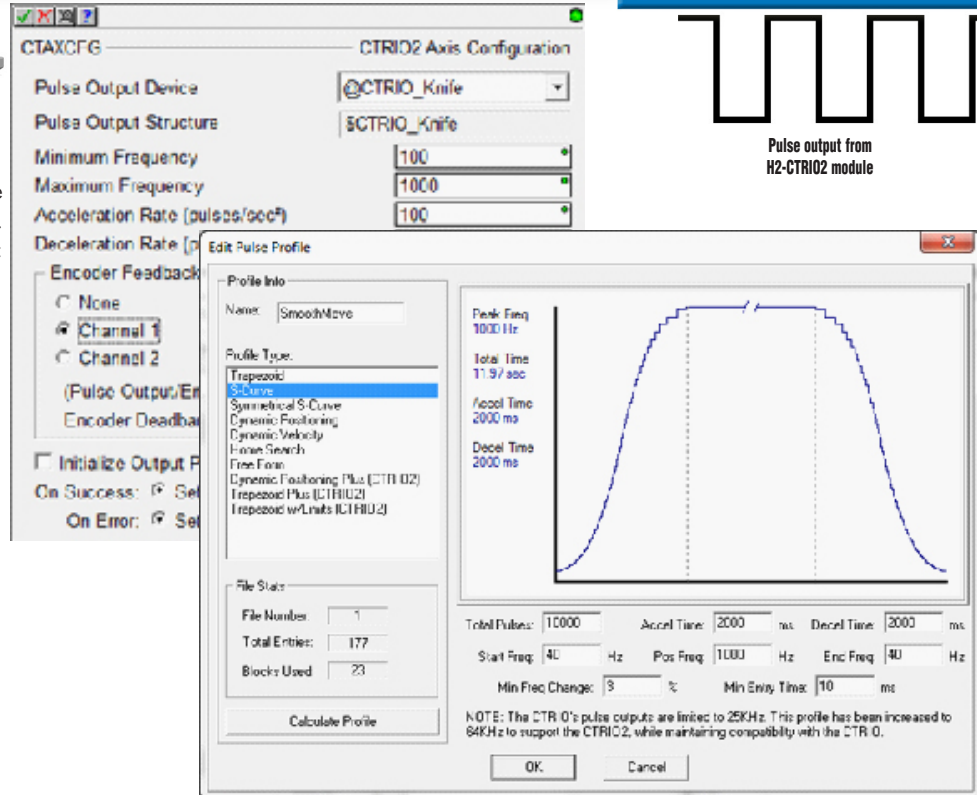 CTAXCFG CTRIO2 Axis Configuration
Pulse Output Device @CTRIO_Knife
Pulse Output Structure $CTRIO_Knife
Minimum Frequency 100
Maximum Frequency 1000
Acceleration Rate (pulses/sec²) 100
Deceleration Rate (p
Encoder Feedback
None
Channel 1
Channel 2
(Pulse Output/En
Encoder Deadba
Initialize Output P
On Success: Set
On Error: Set
Pulse output from
H2-CTRIO2 module
Edit Pulse Profile
Profile Info
Name: SmoothMove
Profile Type:
Trapezoid
S-Curve
Symmetrical S-Curve
Dynamic Positioning
Dynamic Velocity
Home Search
Free Form
Dynamic Positioning Plus (CTRIO2)
Trapezoid Plus (CTRIO2)
Trapezoid w/Limits (CTRIO2)
File Stats
File Number: 1
Total Entries: 177
Blocks Used 23
Calculate Profile
Peak Freq
1000 Hz
Total Time
11.97 sec
Accel Time
2000 ms
Decel Time
2000 ms
Total Pulses: 10000 Accel Time: 2000 ms Decel Time: 2000 ms
Start Freq: 40 Hz Pos Freq: 1000 Hz End Freq: 40 Hz
Min Freq Change: 3 % Min Entry Time: 10 ms
NOTE: The CTRIO's pulse outputs are limited to 25KHz. This profile has been increased to
64KHz to support the CTRIO2, while maintaining compatibility with the CTRIO.
OK Cancel